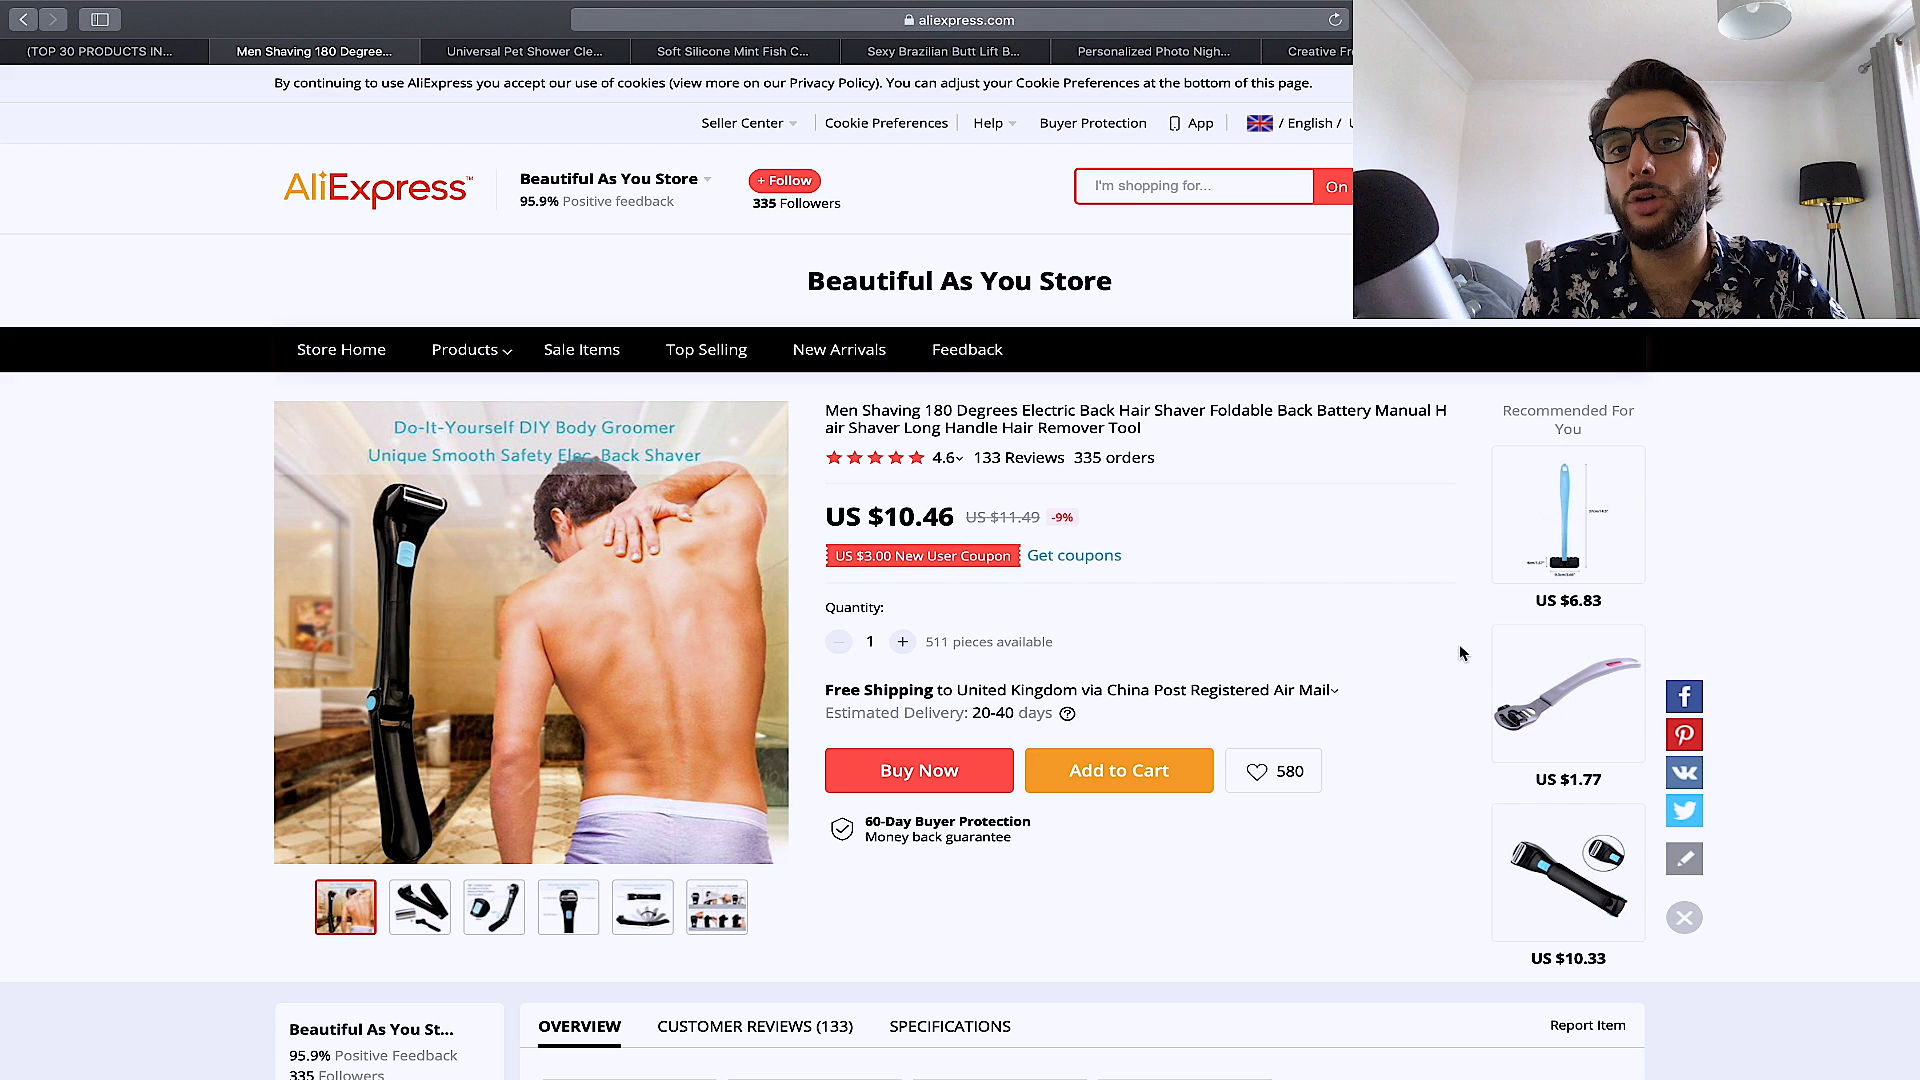 aliexpress.com
(TOP 30 PRODUCTS IN...
Men Shaving 180 Degree...
Universal Pet Shower Cle...
Soft Silicone Mint Fish C...
Sexy Brazilian Butt Lift B...
Personalized Photo Nigh...
Creative Fr
By continuing to use AliExpress you accept our use of cookies (view more on our Privacy Policy). You can adjust your Cookie Preferences at the bottom of this page.
Seller Center
Cookie Preferences
Help
Buyer Protection
App
/ English /
AliExpress™
Beautiful As You Store
95.9% Positive feedback
+ Follow
335 Followers
I'm shopping for...
On
Beautiful As You Store
Store Home
Products
Sale Items
Top Selling
New Arrivals
Feedback
Do-It-Yourself DIY Body Groomer
Unique Smooth Safety Elec. Back Shaver
Men Shaving 180 Degrees Electric Back Hair Shaver Foldable Back Battery Manual H
air Shaver Long Handle Hair Remover Tool
4.6 133 Reviews 335 orders
US $10.46 US $11.49 -9%
US $3.00 New User Coupon Get coupons
Quantity:
1 + 511 pieces available
Free Shipping to United Kingdom via China Post Registered Air Mail
Estimated Delivery: 20-40 days ?
Buy Now
Add to Cart
580
60-Day Buyer Protection
Money back guarantee
Recommended For
You
US $6.83
US $1.77
US $10.33
Beautiful As You St...
95.9% Positive Feedback
335 Followers
OVERVIEW
CUSTOMER REVIEWS (133)
SPECIFICATIONS
Report Item